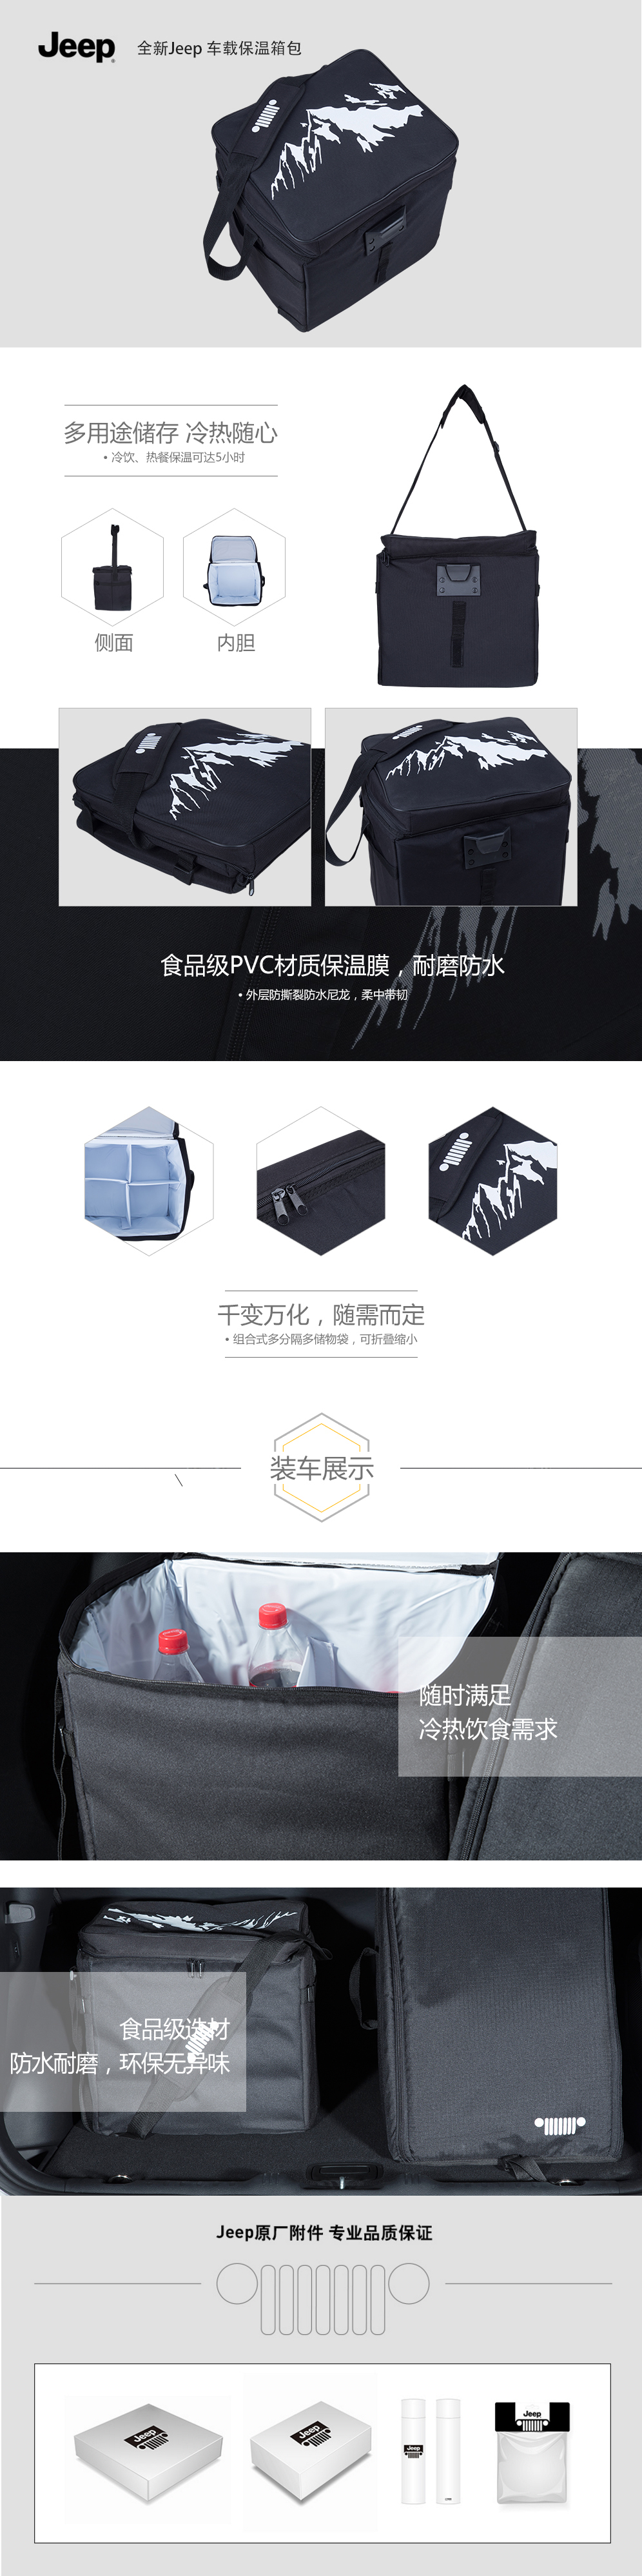 Jeep
全新Jeep 车载保温箱包
多用途储存 冷热随心
• 冷饮、热餐保温可达5小时
侧面
内胆
食品级PVC材质保温膜，耐磨防水
• 外层防撕裂防水尼龙，柔中带韧
千变万化，随需而定
• 组合式多分隔多储物袋，可折叠缩小
装车展示
随时满足
冷热饮食需求
食品级选材
防水耐磨，环保无异味
Jeep原厂附件 专业品质保证
Jeep
Jeep
Jeep
Jeep